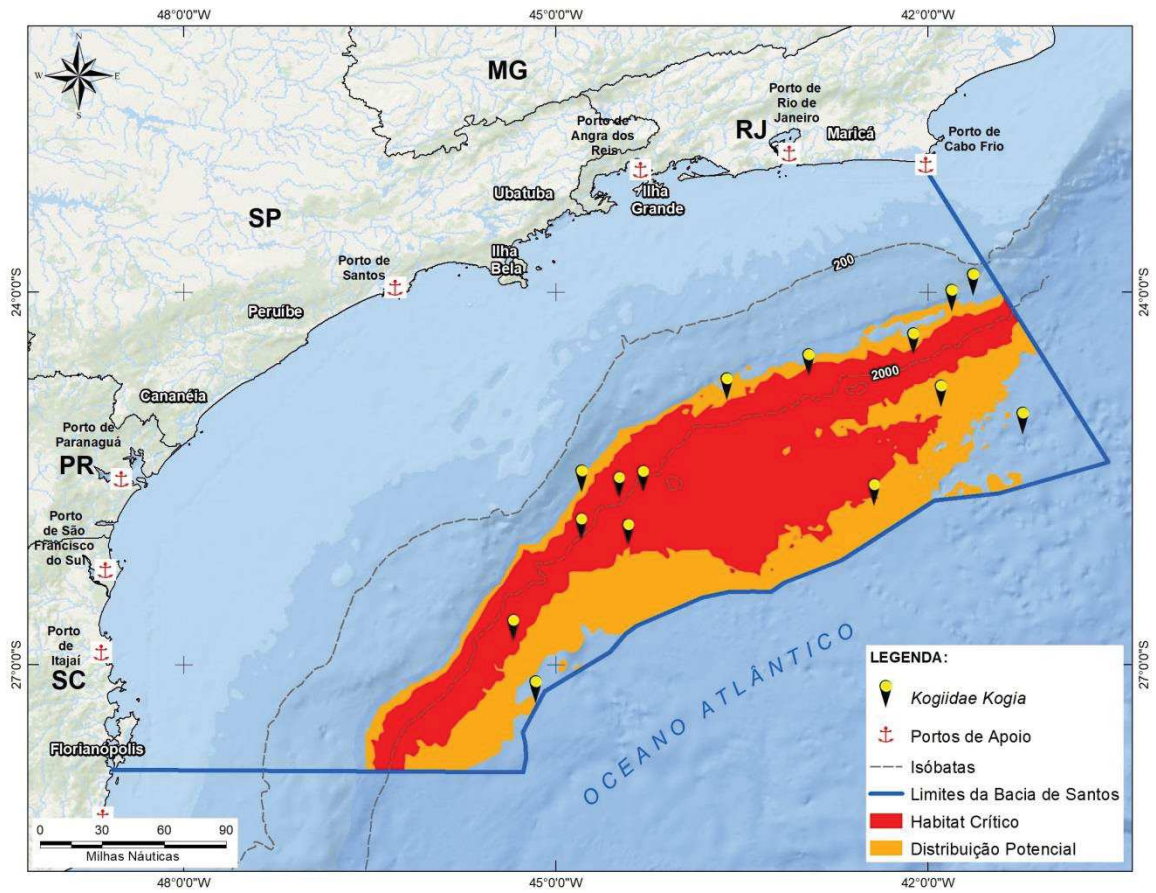 48°0'0"W
45°0'0"W
42°0'0"W
N
W
E
S
MG
Porto de
Rio de
Janeiro
RJ
Maricá
Porto de
Angra dos
Reis
Porto de
Cabo Frio
Ubatuba
Ilha
Grande
SP
Ilha
Bela
Porto de
Santos
200
24°0'0"S
24°0'0"S
Peruíbe
2000
Cananéia
Porto de
Paranaguá
PR
Porto
de São
Francisco
do Sul
Porto
de
Itajaí
SC
27°0'0"S
27°0'0"S
Florianópolis
OCEANO ATLÂNTICO
LEGENDA:
Kogiidae Kogia
Portos de Apoio
Isóbatas
Limites da Bacia de Santos
Habitat Crítico
Distribuição Potencial
0 30 60 90
Milhas Náuticas
48°0'0"W
45°0'0"W
42°0'0"W